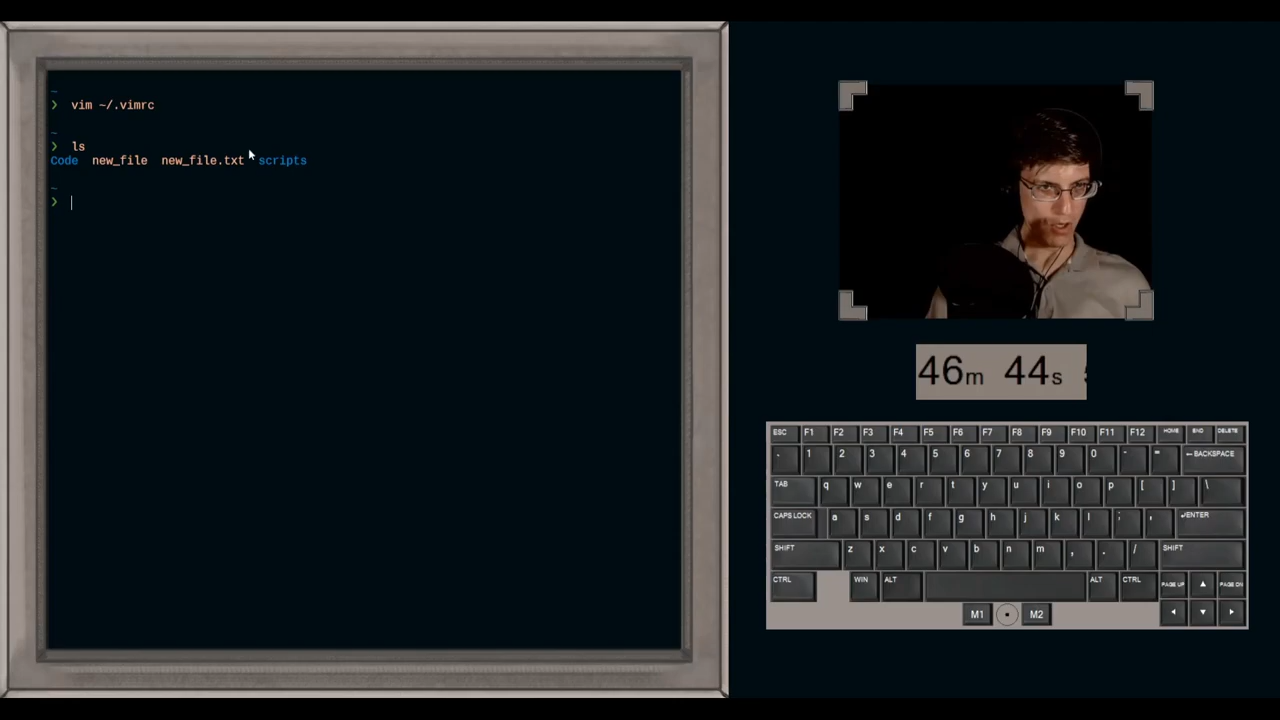 ~
❯ vim ~/.vimrc
~
❯ ls
Code new_file new_file.txt scripts
~
❯
46m 44s
ESC F1 F2 F3 F4 F5 F6 F7 F8 F9 F10 F11 F12 HOME END DELETE
. 1 2 3 4 5 6 7 8 9 0 - = ←BACKSPACE
TAB q w e r t y u i o p [ ] \
CAPS LOCK a s d f g h j k l ; , ↵ENTER
SHIFT z x c v b n m , . / SHIFT
CTRL WIN ALT ALT CTRL PAGE UP ▲ PAGE DN
M1 M2 ◄ ▼ ►